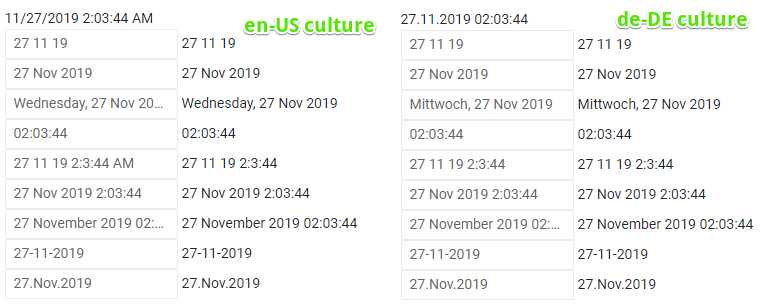 11/27/2019 2:03:44 AM
en-US culture
27 11 19 27 11 19
27 Nov 2019 27 Nov 2019
Wednesday, 27 Nov 20... Wednesday, 27 Nov 2019
02:03:44 02:03:44
27 11 19 2:3:44 AM 27 11 19 2:3:44
27 Nov 2019 2:03:44 27 Nov 2019 2:03:44
27 November 2019 02:... 27 November 2019 02:03:44
27-11-2019 27-11-2019
27.Nov.2019 27.Nov.2019
27.11.2019 02:03:44
de-DE culture
27 11 19 27 11 19
27 Nov 2019 27 Nov 2019
Mittwoch, 27 Nov 2019 Mittwoch, 27 Nov 2019
02:03:44 02:03:44
27 11 19 2:3:44 27 11 19 2:3:44
27 Nov 2019 2:03:44 27 Nov 2019 2:03:44
27 November 2019 02:... 27 November 2019 02:03:44
27-11-2019 27-11-2019
27.Nov.2019 27.Nov.2019